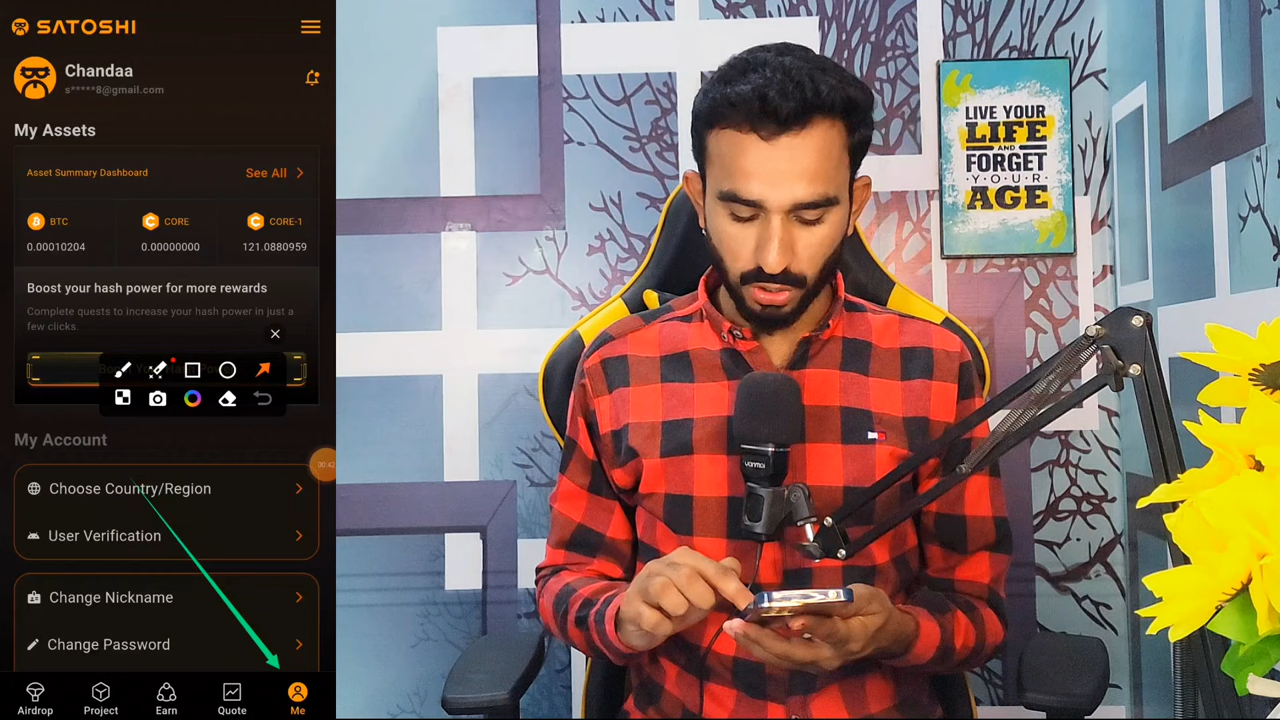 SATOSHI
Chandaa
s*****8@gmail.com
My Assets
Asset Summary Dashboard
See All
BTC
CORE
CORE-1
0.00010204
0.00000000
121.0880959
Boost your hash power for more rewards
Complete quests to increase your hash power in just a
few clicks.
My Account
00:42
Choose Country/Region
User Verification
Change Nickname
Change Password
Airdrop
Project
Earn
Quote
Me
LIVE YOUR
LIFE
AND
FORGET
YOUR
AGE